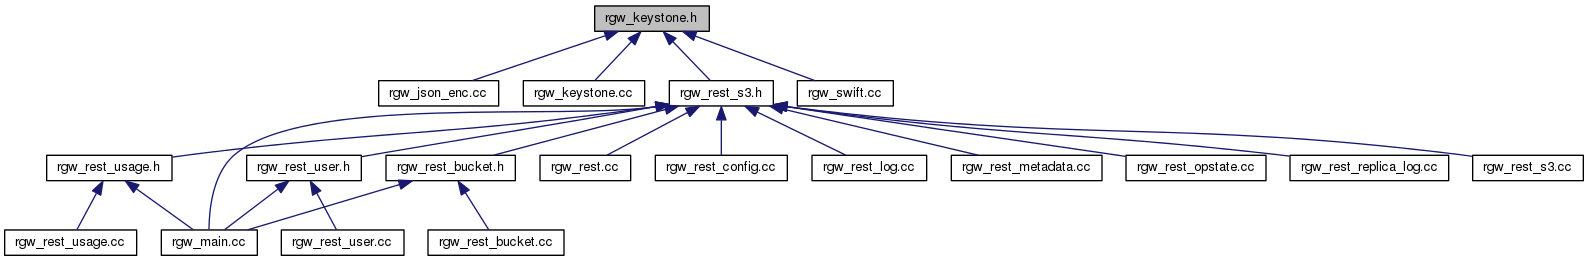 rgw_keystone.h
rgw_json_enc.cc
rgw_keystone.cc
rgw_rest_s3.h
rgw_swift.cc
rgw_rest_usage.h
rgw_rest_user.h
rgw_rest_bucket.h
rgw_rest.cc
rgw_rest_config.cc
rgw_rest_log.cc
rgw_rest_metadata.cc
rgw_rest_opstate.cc
rgw_rest_replica_log.cc
rgw_rest_s3.cc
rgw_rest_usage.cc
rgw_main.cc
rgw_rest_user.cc
rgw_rest_bucket.cc